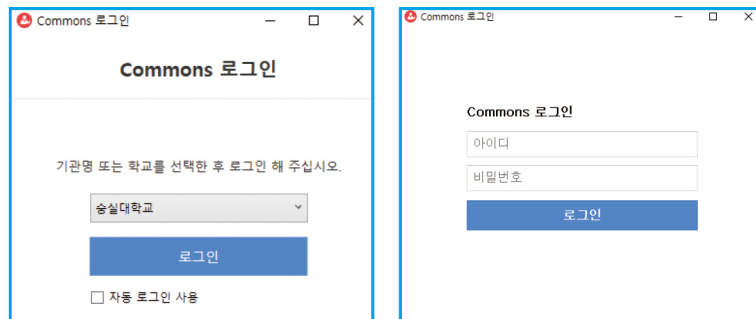 Commons 로그인
Commons 로그인
기관명 또는 학교를 선택한 후 로그인 해 주십시오.
숭실대학교
로그인
자동 로그인 사용
Commons 로그인
Commons 로그인
아이디
비밀번호
로그인